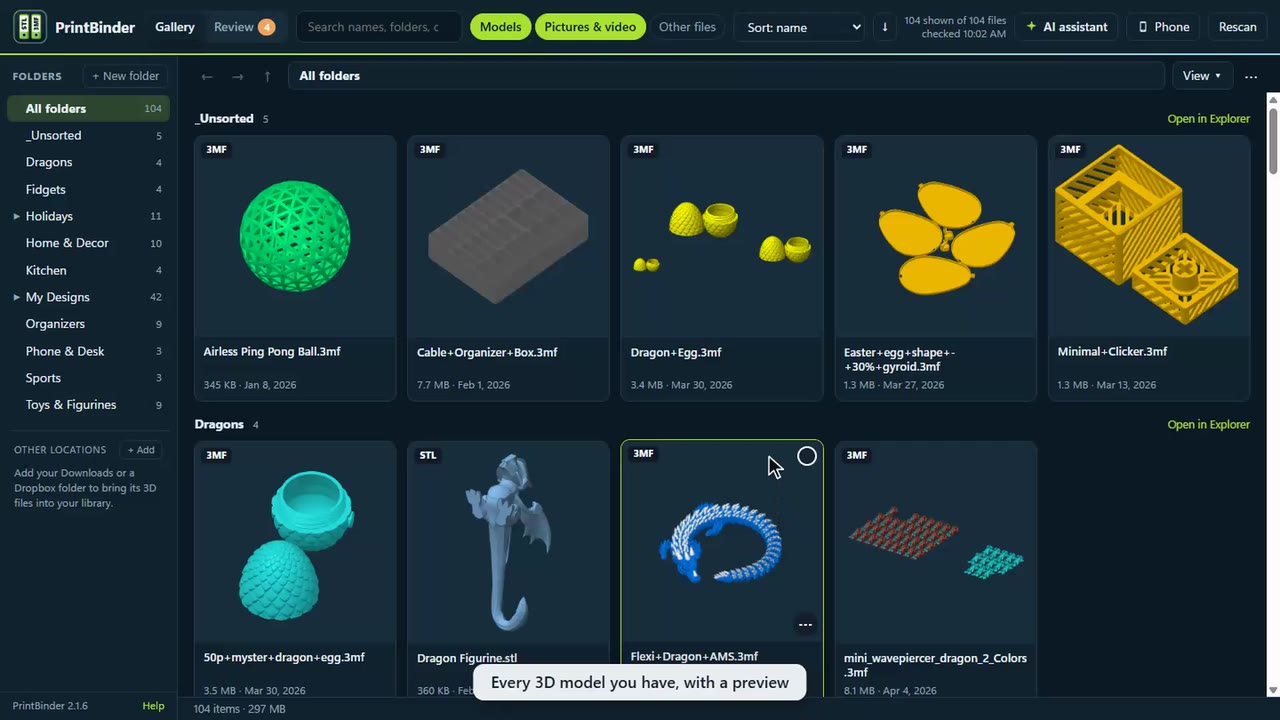 PrintBinder
Gallery
Review 4
Search names, folders, c
Models
Pictures & video
Other files
Sort: name
↓
104 shown of 104 files
checked 10:02 AM
AI assistant
Phone
Rescan
FOLDERS
+ New folder
← → ↑
All folders
View ▾
...
All folders 104
_Unsorted 5
Dragons 4
Fidgets 4
Holidays 11
Home & Decor 10
Kitchen 4
My Designs 42
Organizers 9
Phone & Desk 3
Sports 3
Toys & Figurines 9
OTHER LOCATIONS
+ Add
Add your Downloads or a
Dropbox folder to bring its 3D
files into your library.
PrintBinder 2.1.6
Help
_Unsorted 5
Open in Explorer
3MF
Airless Ping Pong Ball.3mf
345 KB · Jan 8, 2026
3MF
Cable+Organizer+Box.3mf
7.7 MB · Feb 1, 2026
3MF
Dragon+Egg.3mf
3.4 MB · Mar 30, 2026
3MF
Easter+egg+shape+-
+30%+gyroid.3mf
1.3 MB · Mar 27, 2026
3MF
Minimal+Clicker.3mf
1.3 MB · Mar 13, 2026
Dragons 4
Open in Explorer
3MF
50p+myster+dragon+egg.3mf
3.5 MB · Mar 30, 2026
STL
Dragon Figurine.stl
360 KB · Feb
3MF
Flexi+Dragon+AMS.3mf
3MF
mini_wavepiercer_dragon_2_Colors
.3mf
8.1 MB · Apr 4, 2026
Every 3D model you have, with a preview
104 items · 297 MB